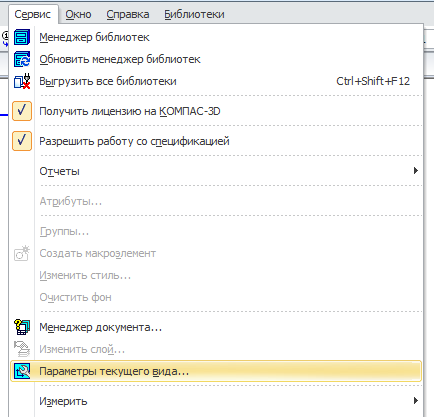 Сервис Окно Справка Библиотеки
Менеджер библиотек
Обновить менеджер библиотек
Выгрузить все библиотеки Ctrl+Shift+F12
Получить лицензию на КОМПАС-3D
Разрешить работу со спецификацией
Отчеты
Атрибуты...
Группы...
Создать макроэлемент
Изменить стиль...
Очистить фон
Менеджер документа...
Изменить слой...
Параметры текущего вида...
Измерить